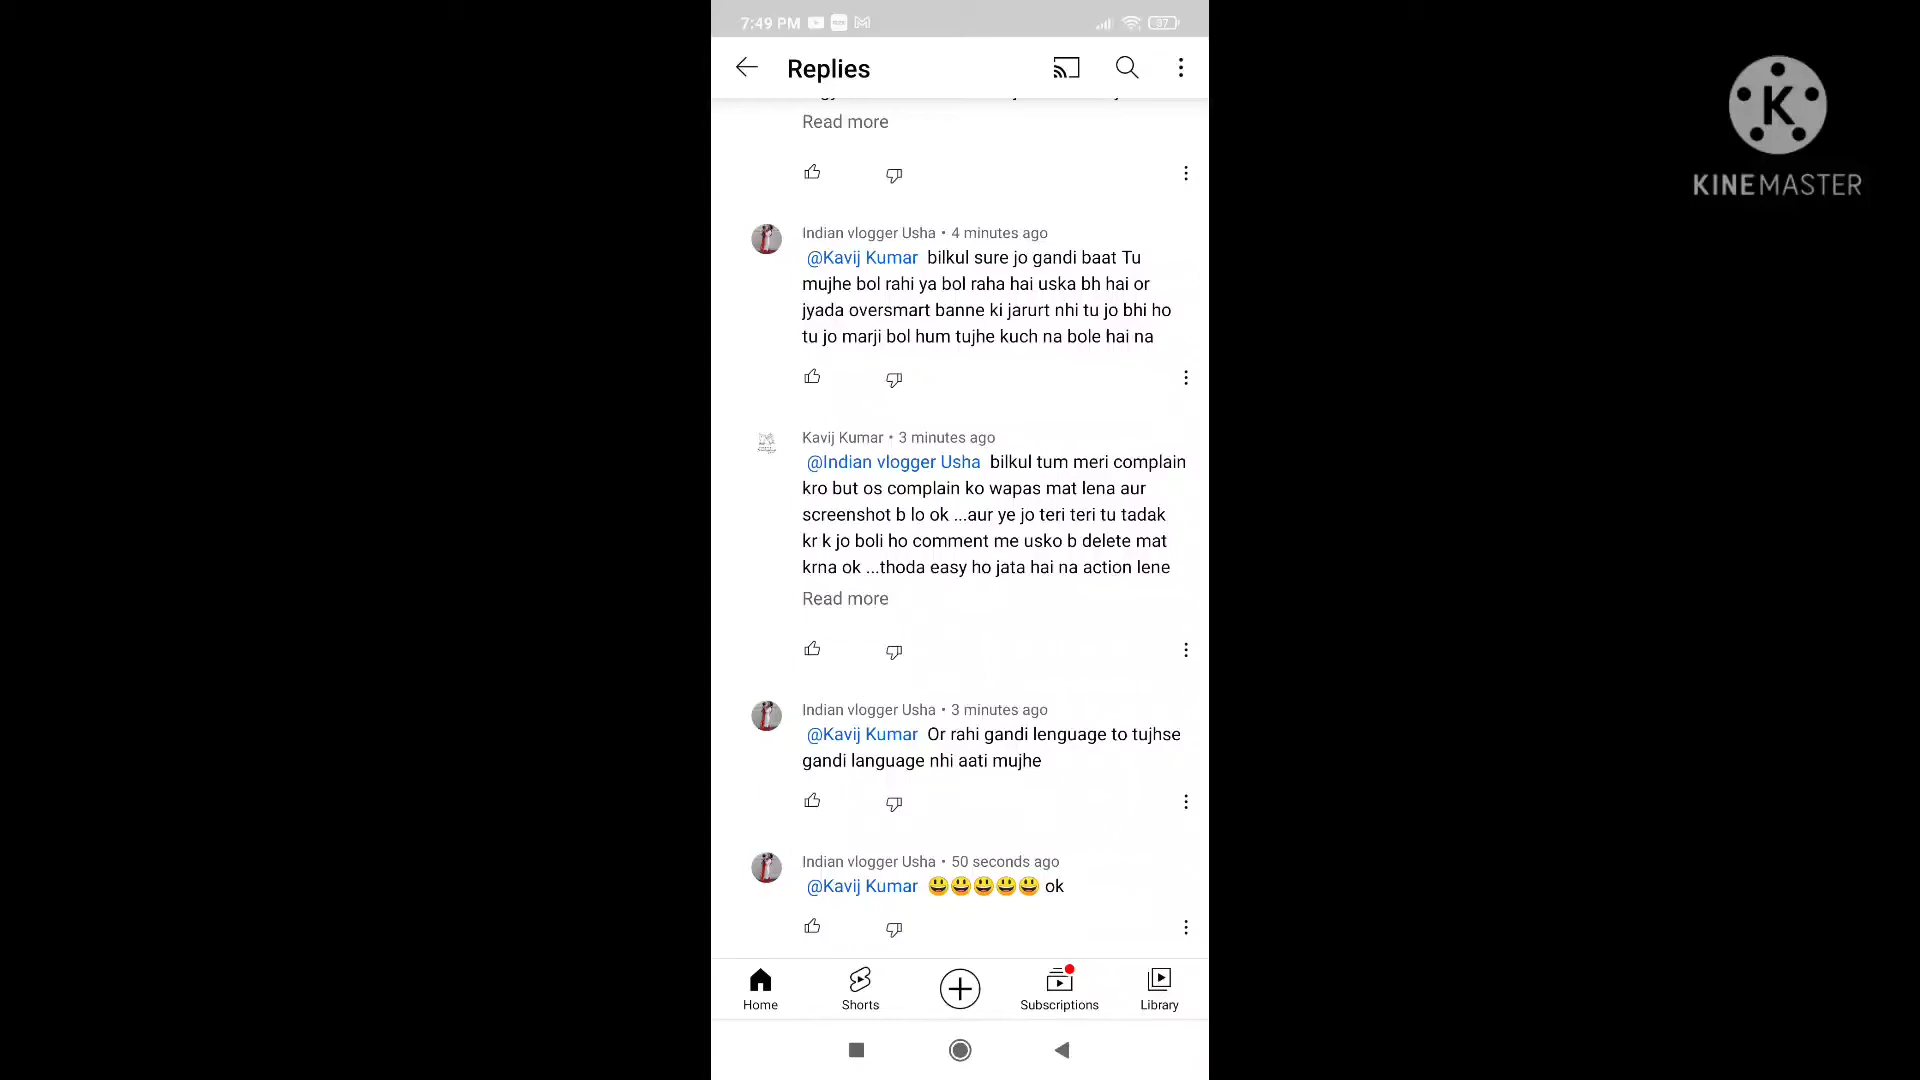 7:49 PM
97
Replies
Read more
Indian vlogger Usha • 4 minutes ago
@Kavij Kumar bilkul sure jo gandi baat Tu
mujhe bol rahi ya bol raha hai uska bh hai or
jyada oversmart banne ki jarurt nhi tu jo bhi ho
tu jo marji bol hum tujhe kuch na bole hai na
Kavij Kumar • 3 minutes ago
@Indian vlogger Usha bilkul tum meri complain
kro but os complain ko wapas mat lena aur
screenshot b lo ok ...aur ye jo teri teri tu tadak
kr k jo boli ho comment me usko b delete mat
krna ok ...thoda easy ho jata hai na action lene
Read more
Indian vlogger Usha • 3 minutes ago
@Kavij Kumar Or rahi gandi lenguage to tujhse
gandi language nhi aati mujhe
Indian vlogger Usha • 50 seconds ago
@Kavij Kumar 😃😃😃😃😃 ok
Home
Shorts
Subscriptions
Library
K
KINEMASTER